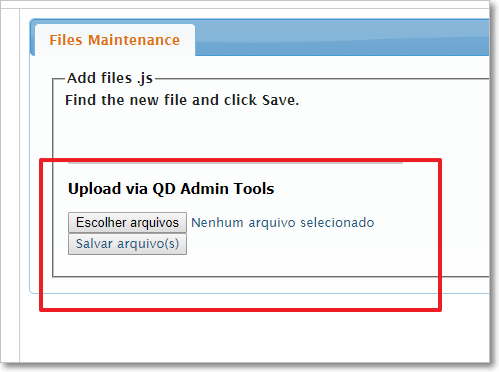 Files Maintenance
Add files .js
Find the new file and click Save.
Upload via QD Admin Tools
Escolher arquivos Nenhum arquivo selecionado
Salvar arquivo(s)